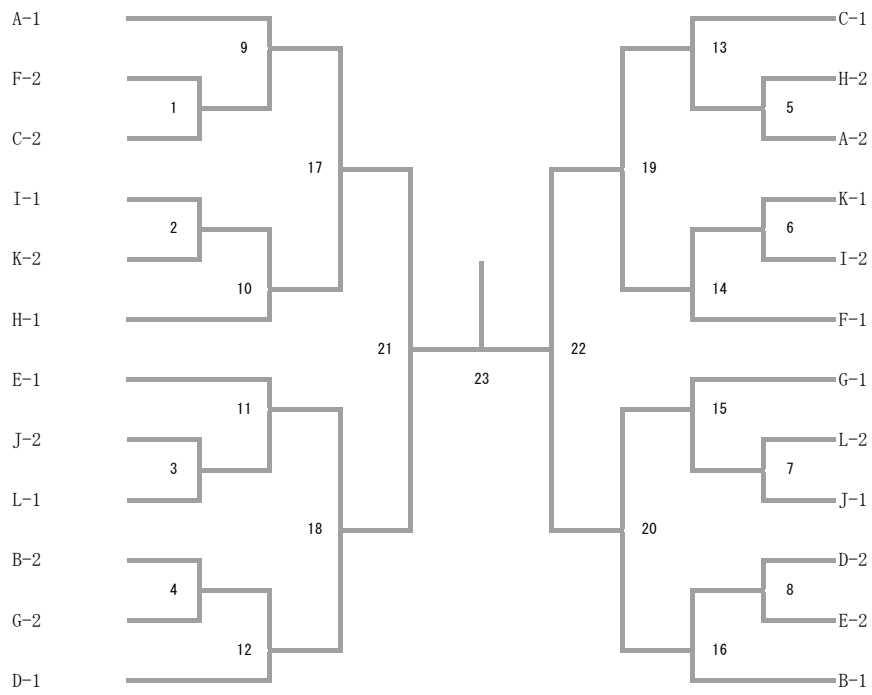 A-1 C-1
9 13
F-2 H-2
1 5
C-2 A-2
17 19
I-1 K-1
2 6
K-2 I-2
10 14
H-1 F-1
21 22
E-1 23 G-1
11 15
J-2 L-2
3 7
L-1 J-1
18 20
B-2 D-2
4 8
G-2 E-2
12 16
D-1 B-1